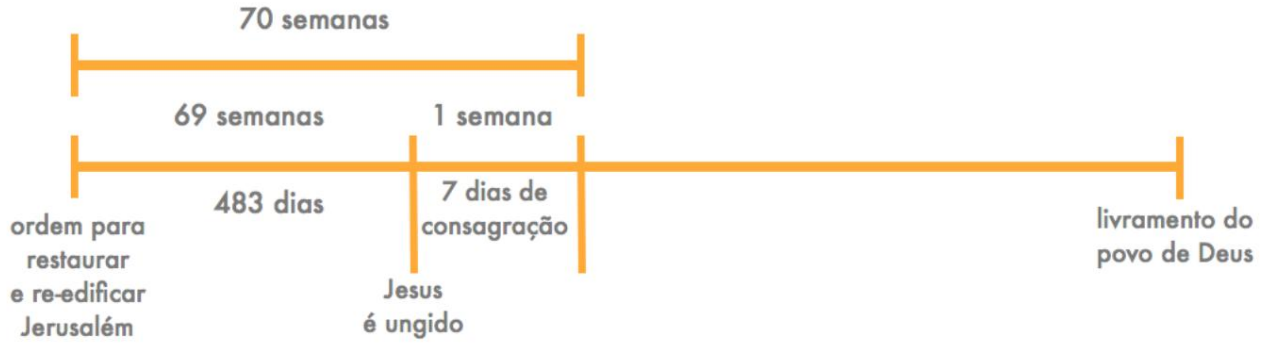 70 semanas
69 semanas
1 semana
483 dias
7 dias de
consagração
ordem para
restaurar
e re-edificar
Jerusalém
Jesus
é ungido
livramento do
povo de Deus